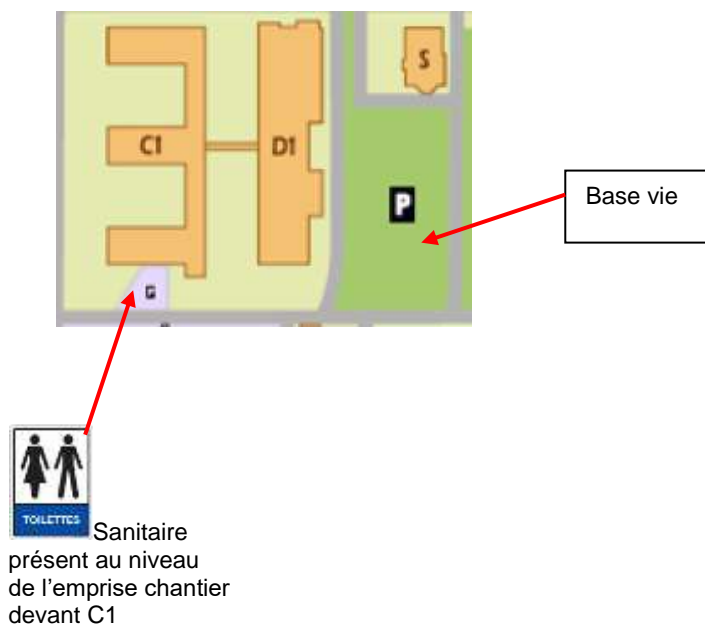 S
C1
D1
P
Base vie
G
TOILETTES
Sanitaire
présent au niveau
de l'emprise chantier
devant C1